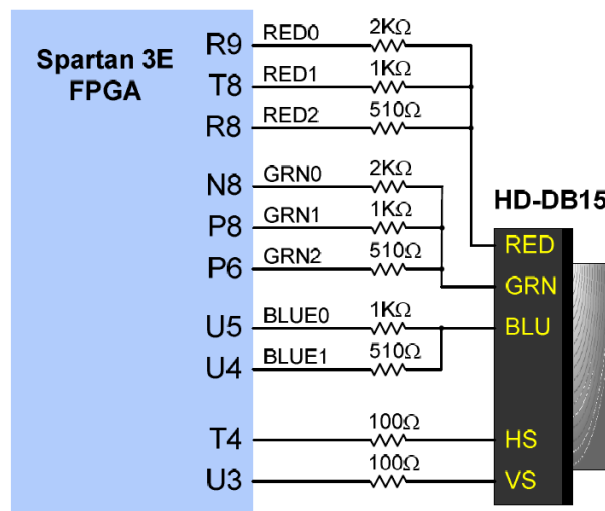 Spartan 3E
FPGA
R9 RED0 2KΩ
T8 RED1 1KΩ
R8 RED2 510Ω
N8 GRN0 2KΩ
P8 GRN1 1KΩ
P6 GRN2 510Ω
U5 BLUE0 1KΩ
U4 BLUE1 510Ω
T4 100Ω
U3 100Ω
HD-DB15
RED
GRN
BLU
HS
VS